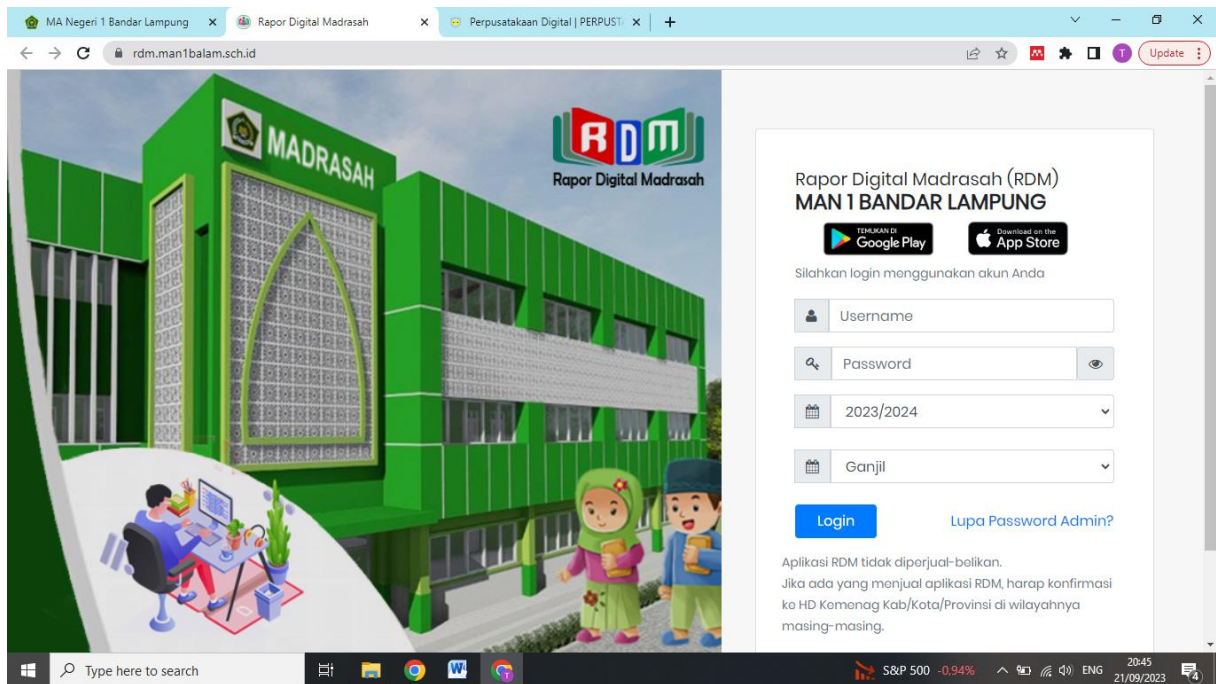 MA Negeri 1 Bandar Lampung
Rapor Digital Madrasah
Perpusatakaan Digital | PERPUST
rdm.man1balam.sch.id
T
Update
MADRASAH
RDM
Rapor Digital Madrasah
Rapor Digital Madrasah (RDM)
MAN 1 BANDAR LAMPUNG
TEMUKAN DI
Google Play
Download on the
App Store
Silahkan login menggunakan akun Anda
Username
Password
2023/2024
Ganjil
Login
Lupa Password Admin?
Aplikasi RDM tidak diperjual-belikan.
Jika ada yang menjual aplikasi RDM, harap konfirmasi
ke HD Kemenag Kab/Kota/Provinsi di wilayahnya
masing-masing.
Type here to search
S&P 500 -0,94%
ENG
20:45
21/09/2023
4